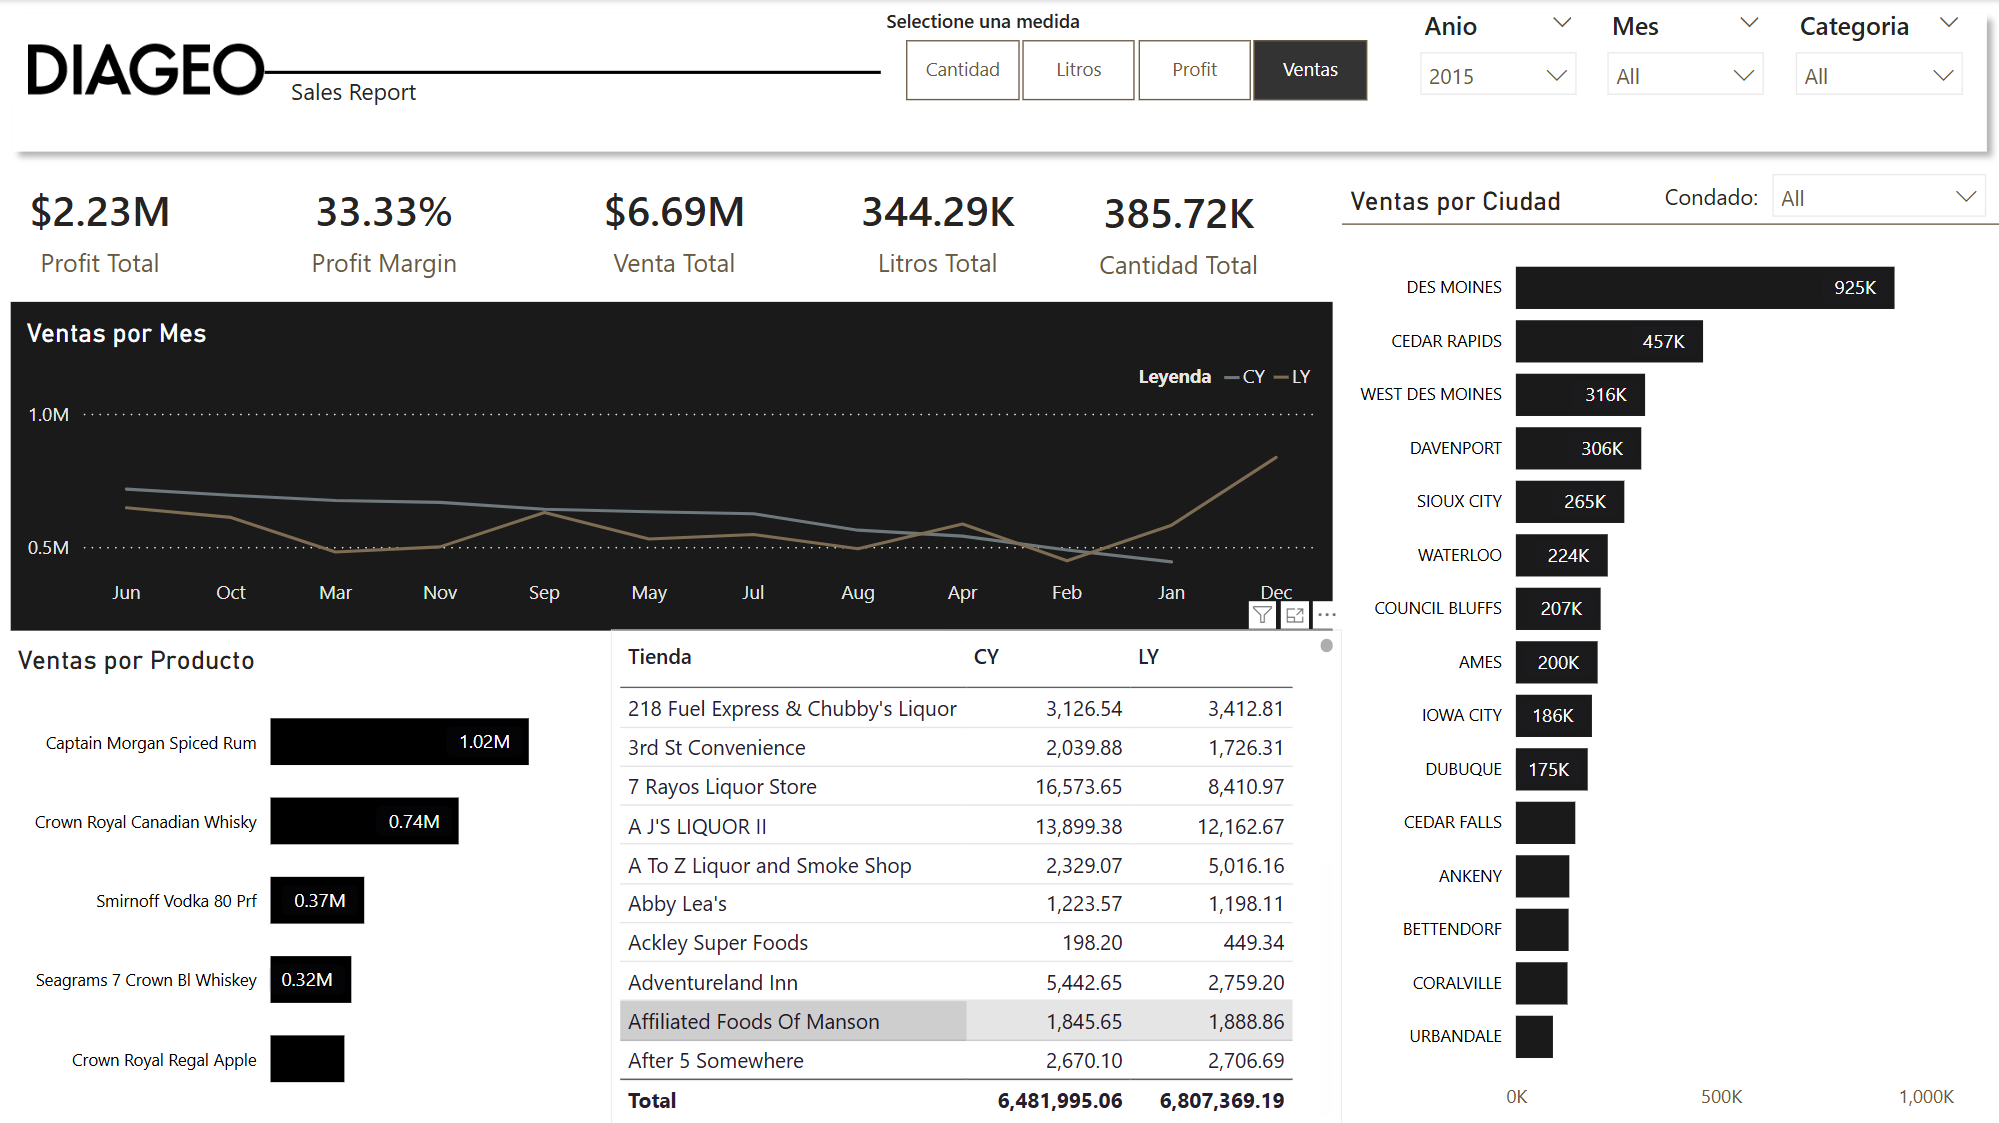 DIAGEO
Sales Report
Selectione una medida
Cantidad Litros Profit Ventas
Anio Mes Categoria
2015 All All
$2.23M 33.33% $6.69M 344.29K 385.72K
Profit Total Profit Margin Venta Total Litros Total Cantidad Total
Ventas por Mes
Leyenda CY LY
1.0M
0.5M
Jun Oct Mar Nov Sep May Jul Aug Apr Feb Jan Dec
Ventas por Producto
Captain Morgan Spiced Rum 1.02M
Crown Royal Canadian Whisky 0.74M
Smirnoff Vodka 80 Prf 0.37M
Seagrams 7 Crown Bl Whiskey 0.32M
Crown Royal Regal Apple
Tienda CY LY
218 Fuel Express & Chubby's Liquor 3,126.54 3,412.81
3rd St Convenience 2,039.88 1,726.31
7 Rayos Liquor Store 16,573.65 8,410.97
A J'S LIQUOR II 13,899.38 12,162.67
A To Z Liquor and Smoke Shop 2,329.07 5,016.16
Abby Lea's 1,223.57 1,198.11
Ackley Super Foods 198.20 449.34
Adventureland Inn 5,442.65 2,759.20
Affiliated Foods Of Manson 1,845.65 1,888.86
After 5 Somewhere 2,670.10 2,706.69
Total 6,481,995.06 6,807,369.19
Ventas por Ciudad Condado: All
DES MOINES 925K
CEDAR RAPIDS 457K
WEST DES MOINES 316K
DAVENPORT 306K
SIOUX CITY 265K
WATERLOO 224K
COUNCIL BLUFFS 207K
AMES 200K
IOWA CITY 186K
DUBUQUE 175K
CEDAR FALLS
ANKENY
BETTENDORF
CORALVILLE
URBANDALE
0K 500K 1,000K